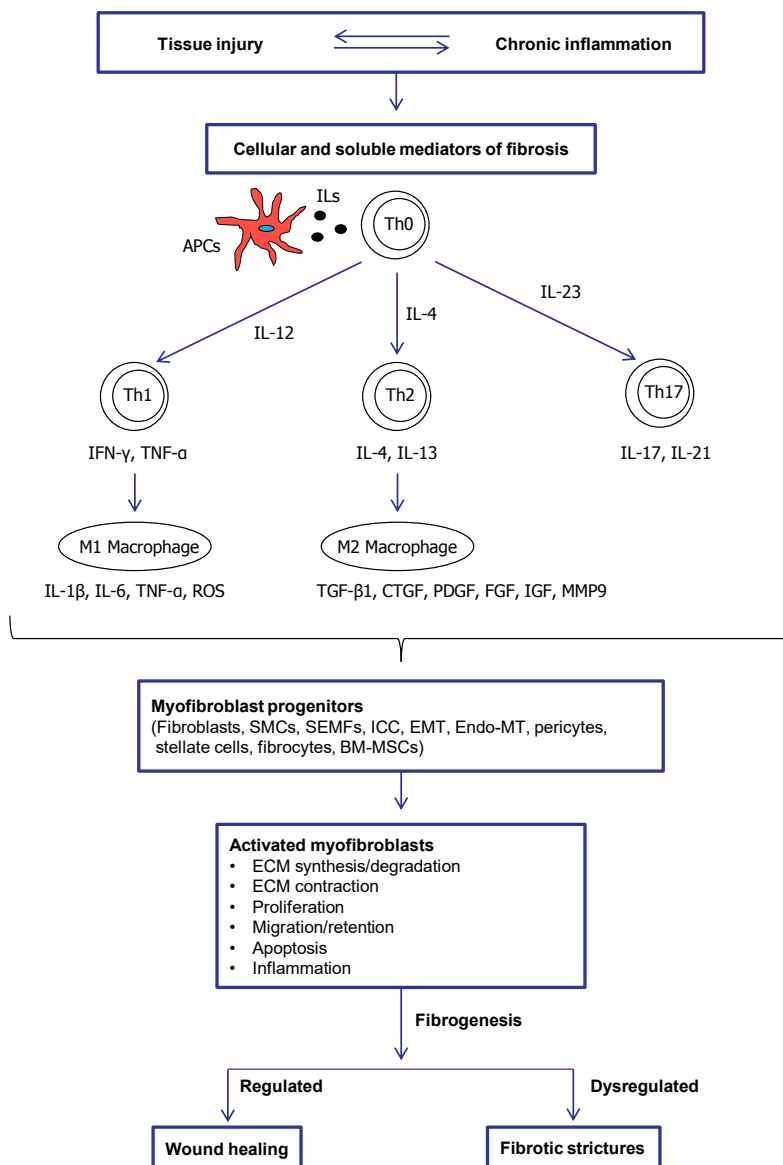 Tissue injury
Chronic inflammation
Cellular and soluble mediators of fibrosis
ILs
Th0
APCs
IL-23
IL-4
IL-12
Th1
Th2
Th17
IFN-γ, TNF-α
IL-4, IL-13
IL-17, IL-21
M1 Macrophage
M2 Macrophage
IL-1β, IL-6, TNF-α, ROS
TGF-β1, CTGF, PDGF, FGF, IGF, MMP9
Myofibroblast progenitors
(Fibroblasts, SMCs, SEMFs, ICC, EMT, Endo-MT, pericytes,
stellate cells, fibrocytes, BM-MSCs)
Activated myofibroblasts
• ECM synthesis/degradation
• ECM contraction
• Proliferation
• Migration/retention
• Apoptosis
• Inflammation
Fibrogenesis
Regulated
Dysregulated
Wound healing
Fibrotic strictures